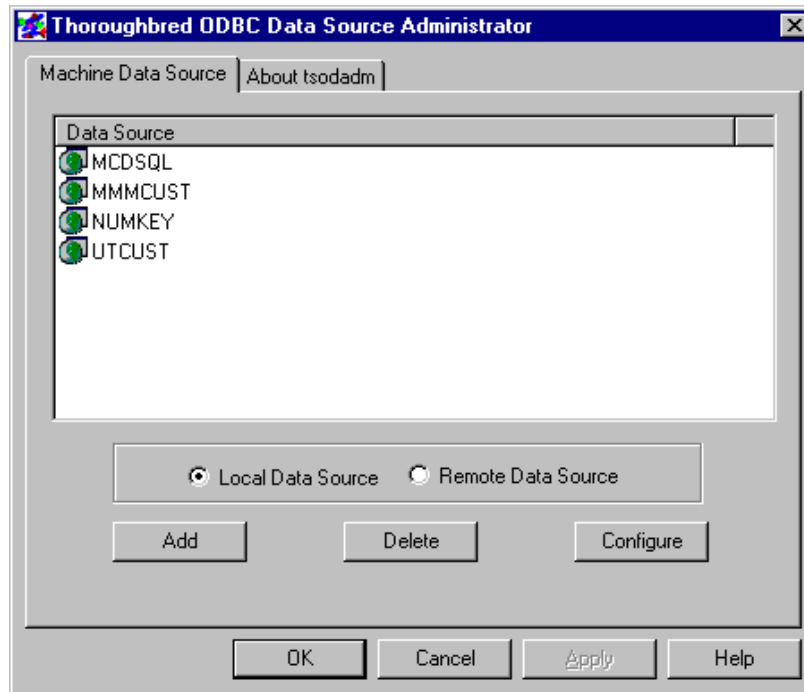 Thoroughbred ODBC Data Source Administrator
Machine Data Source About tsodadm
Data Source
MCDSQL
MMMCUST
NUMKEY
UTCUST
Local Data Source Remote Data Source
Add Delete Configure
OK Cancel Apply Help